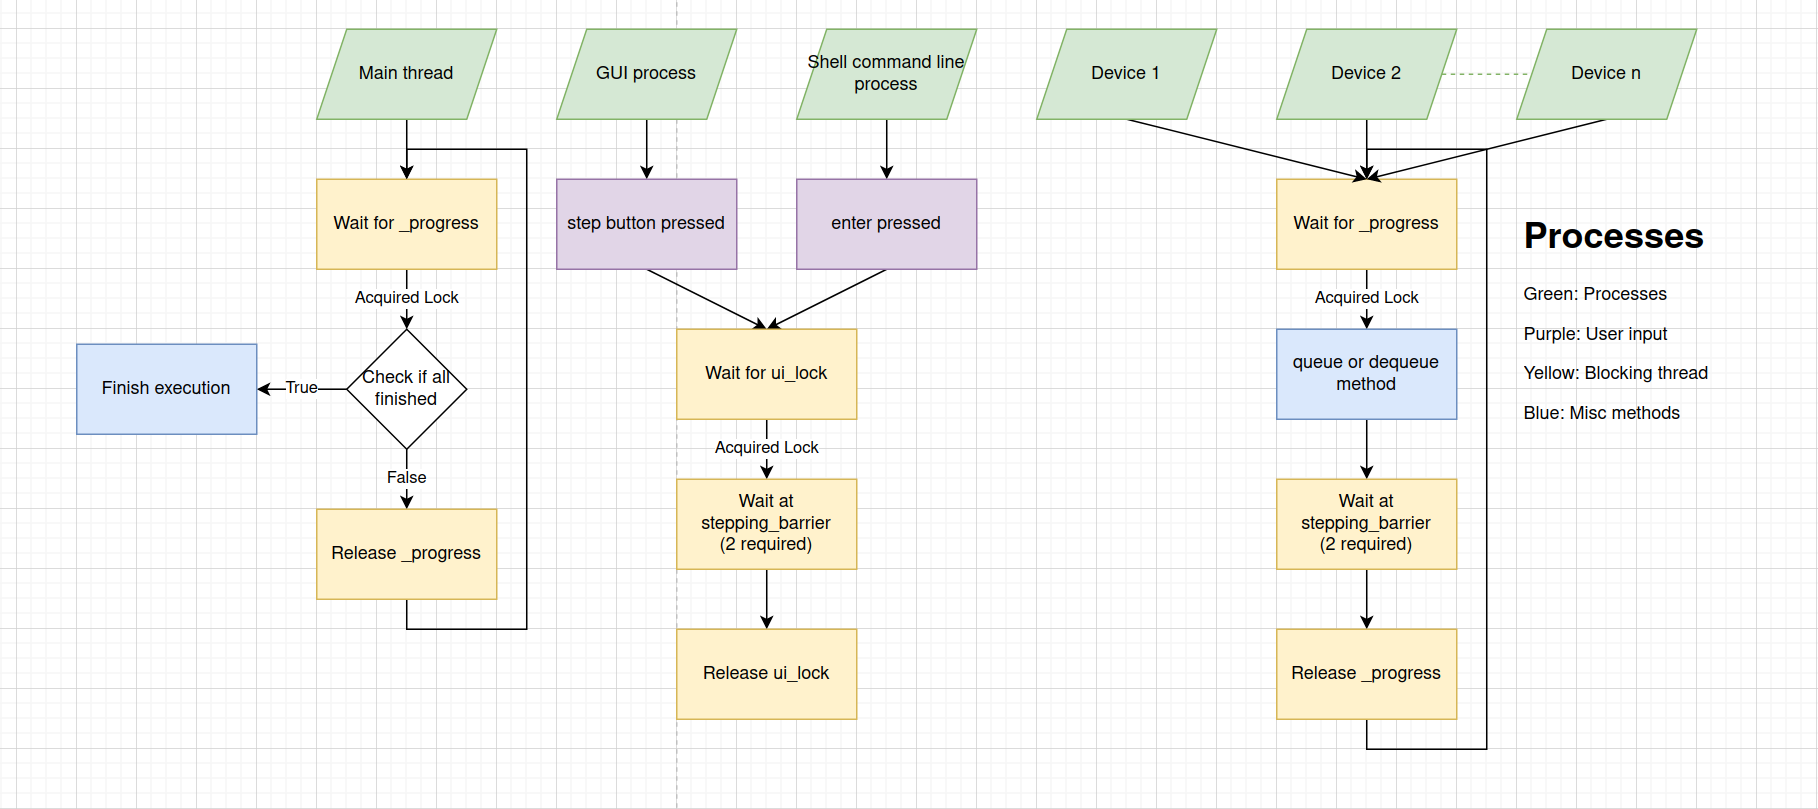 Main thread
GUI process
Shell command line
process
Device 1
Device 2
Device n
Wait for _progress
step button pressed
enter pressed
Wait for _progress
Processes
Acquired Lock
Acquired Lock
Green: Processes
Purple: User input
Yellow: Blocking thread
Blue: Misc methods
Finish execution
True
Check if all
finished
Wait for ui_lock
queue or dequeue
method
False
Acquired Lock
Release _progress
Wait at
stepping_barrier
(2 required)
Wait at
stepping_barrier
(2 required)
Release ui_lock
Release _progress